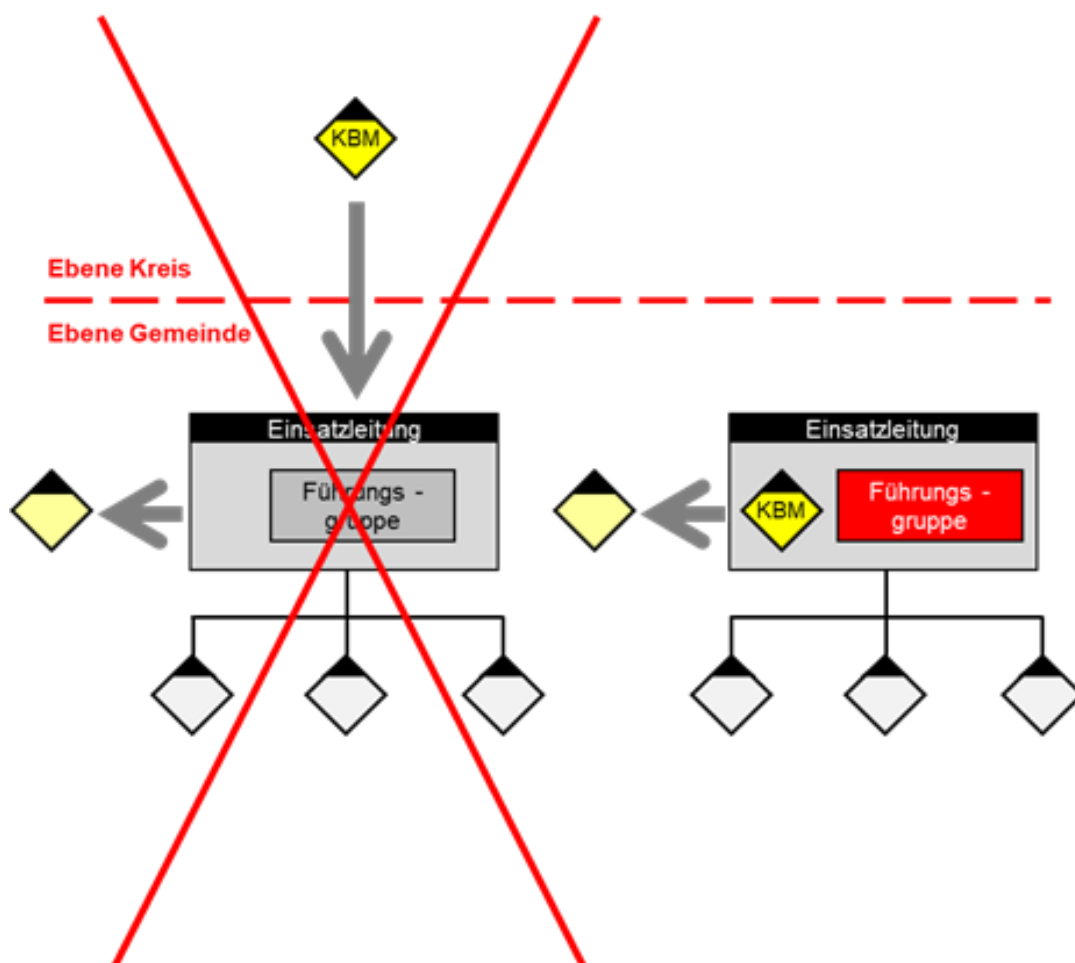 KBM
Ebene Kreis
Ebene Gemeinde
Einsatzleitung
Führungs -
gruppe
Einsatzleitung
KBM
Führungs -
gruppe